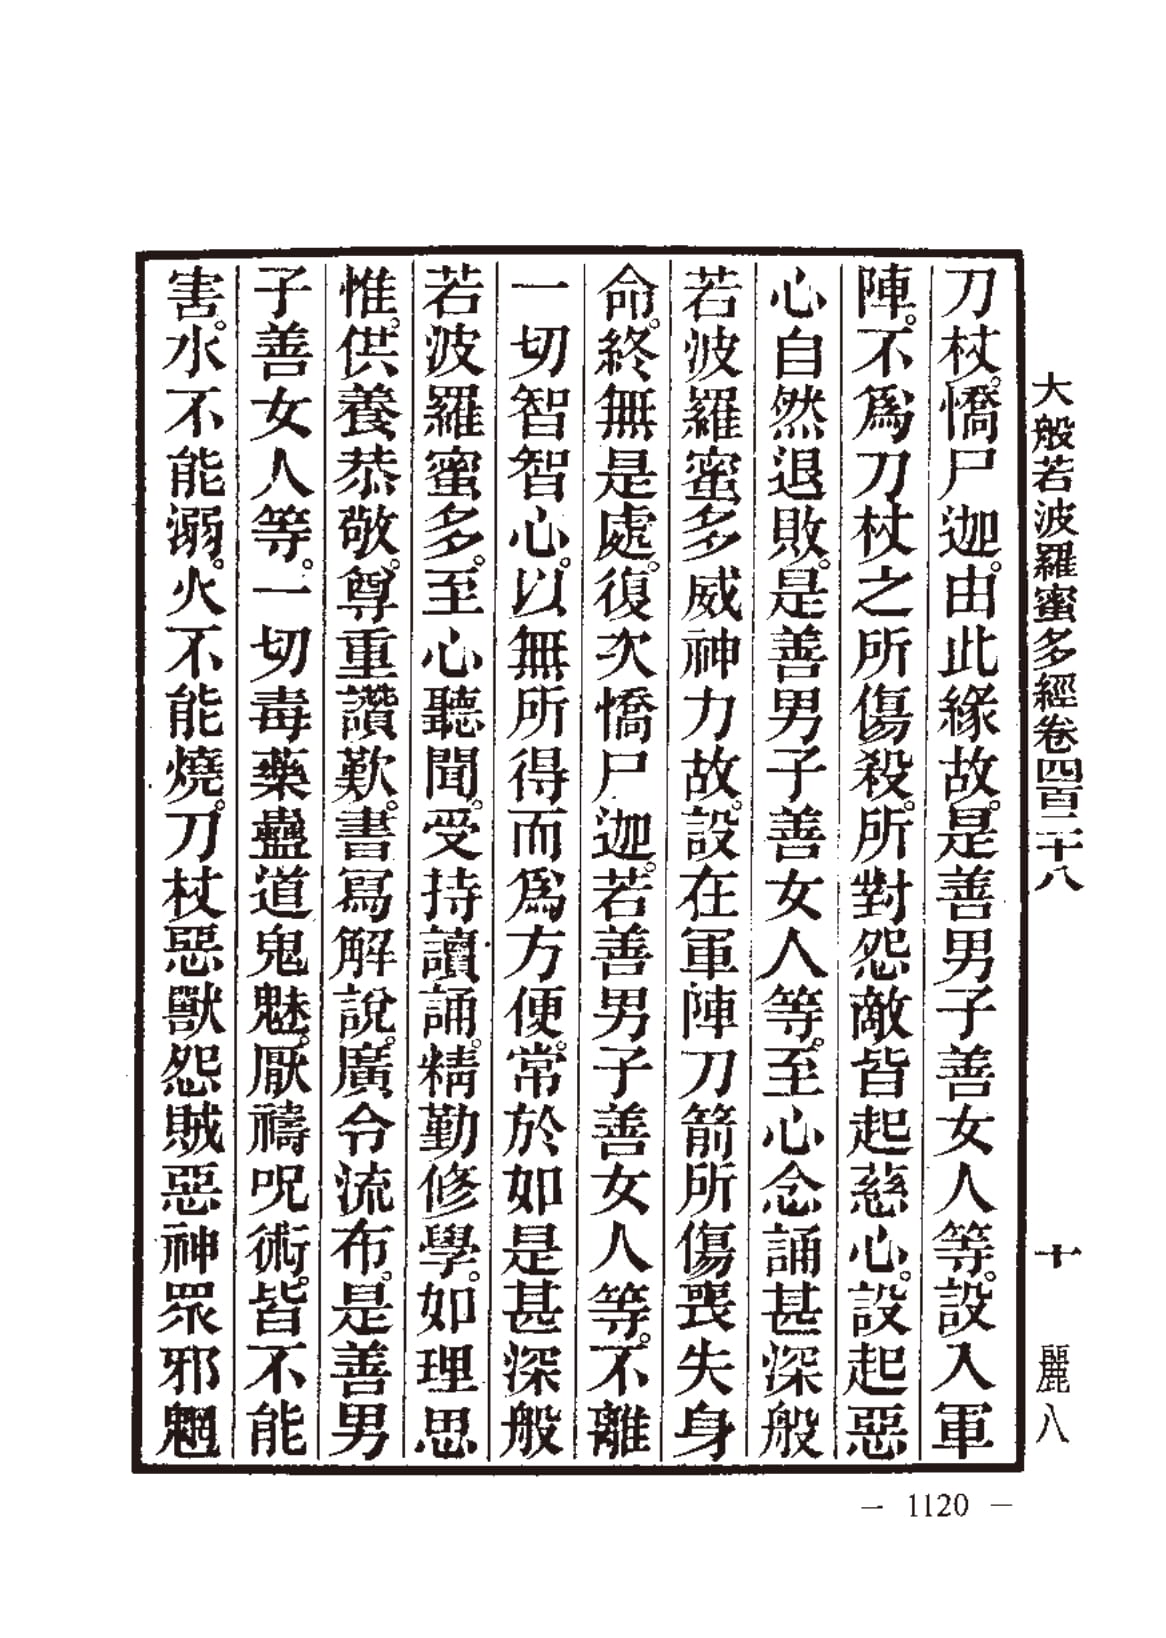 大般若波羅蜜多經卷四百二十八　十　麗八
刀杖。憍尸迦。由此緣故。是善男子善女人等。設入軍
陣。不爲刀杖之所傷殺。所對怨敵皆起慈心。設起惡
心自然退敗。是善男子善女人等。至心念誦甚深般
若波羅蜜多威神力故。設在軍陣刀箭所傷喪失身
命。終無是處。復次憍尸迦。若善男子善女人等。不離
一切智智心。以無所得而爲方便。常於如是甚深般
若波羅蜜多。至心聽聞。受持讀誦。精勤修學。如理思
惟。供養恭敬。尊重讚歎。書寫解說。廣令流布。是善男
子善女人等。一切毒藥蠱道鬼魅。厭禱呪術。皆不能
害。水不能溺。火不能燒。刀杖惡獸怨賊惡神眾邪魍
— 1120 —